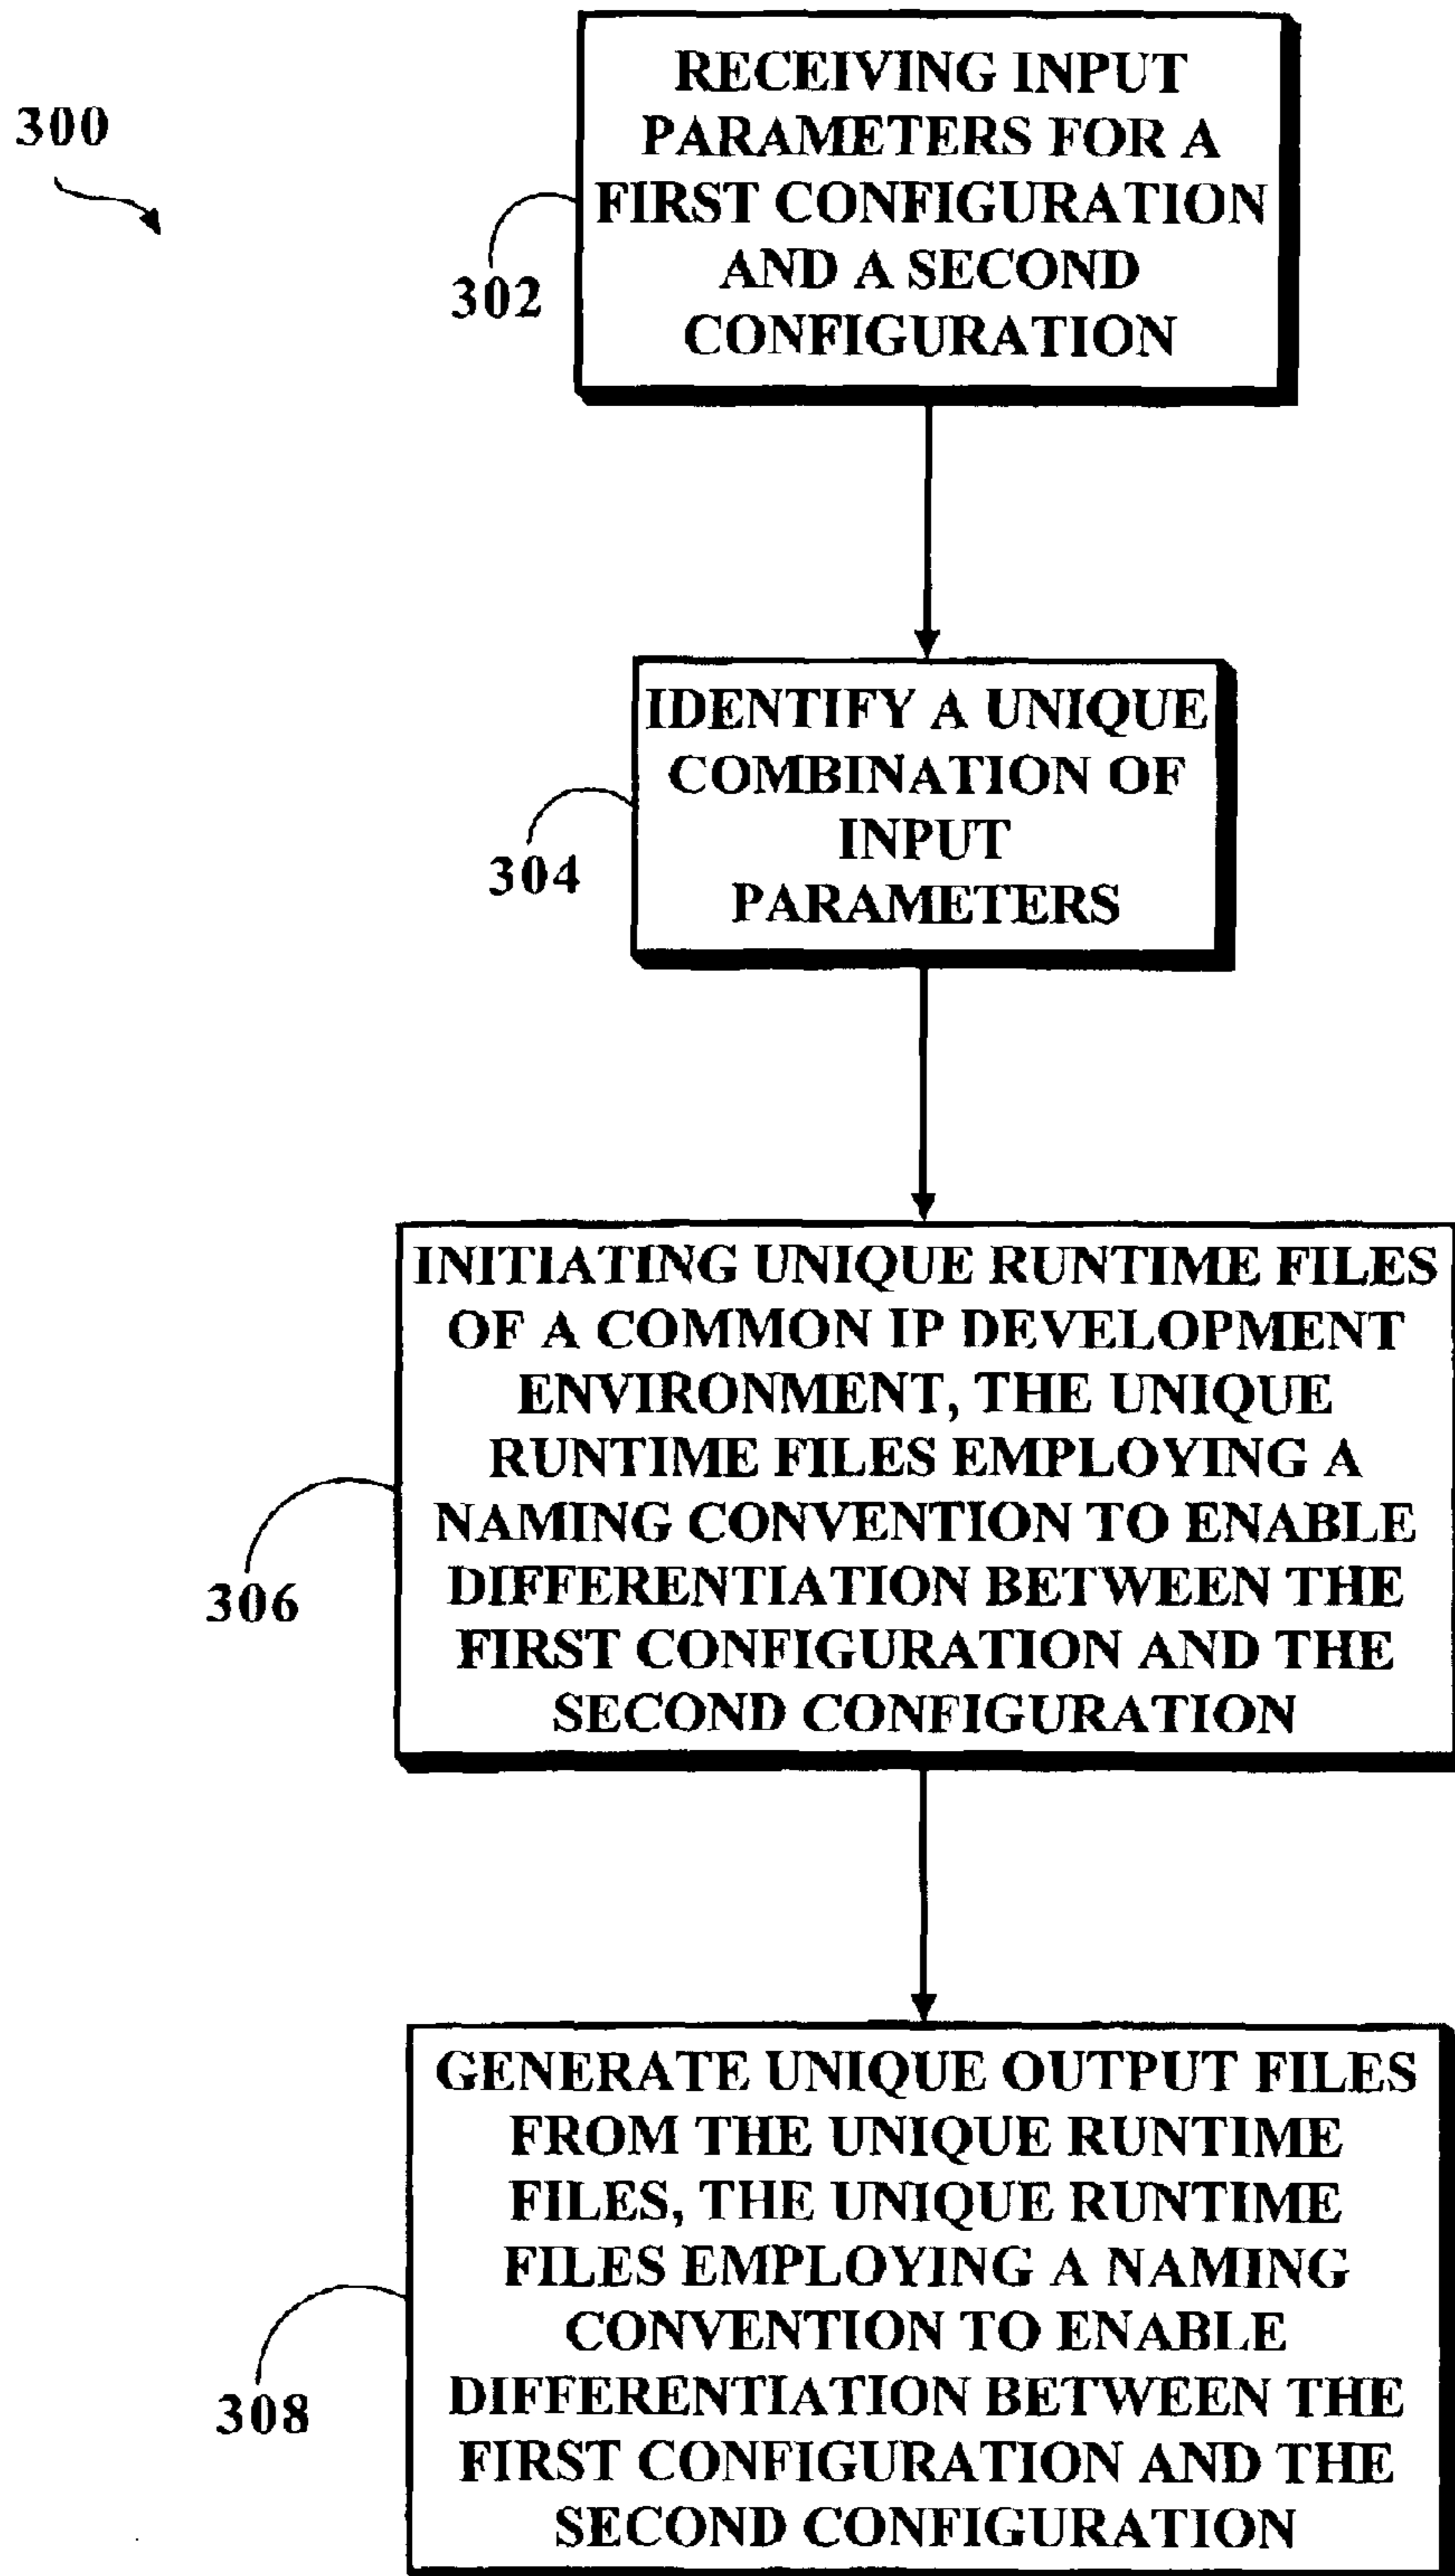 300
RECEIVING INPUT
PARAMETERS FOR A
FIRST CONFIGURATION
AND A SECOND
CONFIGURATION
302
IDENTIFY A UNIQUE
COMBINATION OF
INPUT
PARAMETERS
304
INITIATING UNIQUE RUNTIME FILES
OF A COMMON IP DEVELOPMENT
ENVIRONMENT, THE UNIQUE
RUNTIME FILES EMPLOYING A
NAMING CONVENTION TO ENABLE
DIFFERENTIATION BETWEEN THE
FIRST CONFIGURATION AND THE
SECOND CONFIGURATION
306
GENERATE UNIQUE OUTPUT FILES
FROM THE UNIQUE RUNTIME
FILES, THE UNIQUE RUNTIME
FILES EMPLOYING A NAMING
CONVENTION TO ENABLE
DIFFERENTIATION BETWEEN THE
FIRST CONFIGURATION AND THE
SECOND CONFIGURATION
308